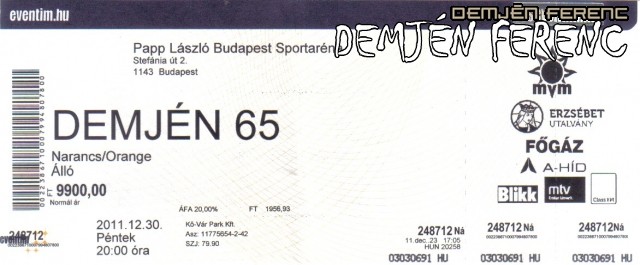 eventim.hu
DEMJÉN FERENC
DEMJÉN FERENC
Papp László Budapest Sportarén
Stefánia út 2.
1143 Budapest
DEMJÉN 65
Narancs/Orange
Álló
FT 9900,00
Normál ár
ÁFA 20,00% FT 1956,93
2011.12.30.
Péntek
20:00 óra
Kő-Vár Park Kft.
Asz: 11775654-2-42
SZJ: 79.90
mvm
ERZSÉBET
UTALVÁNY
FŐGÁZ
A-HÍD
Blikk
mtv
248712
eventim
248712 Ná
11.dec..23 17:05
HUN 20258
03030691 HU
248712 Ná
03030691 HU
248712 Ná
03030691 HU